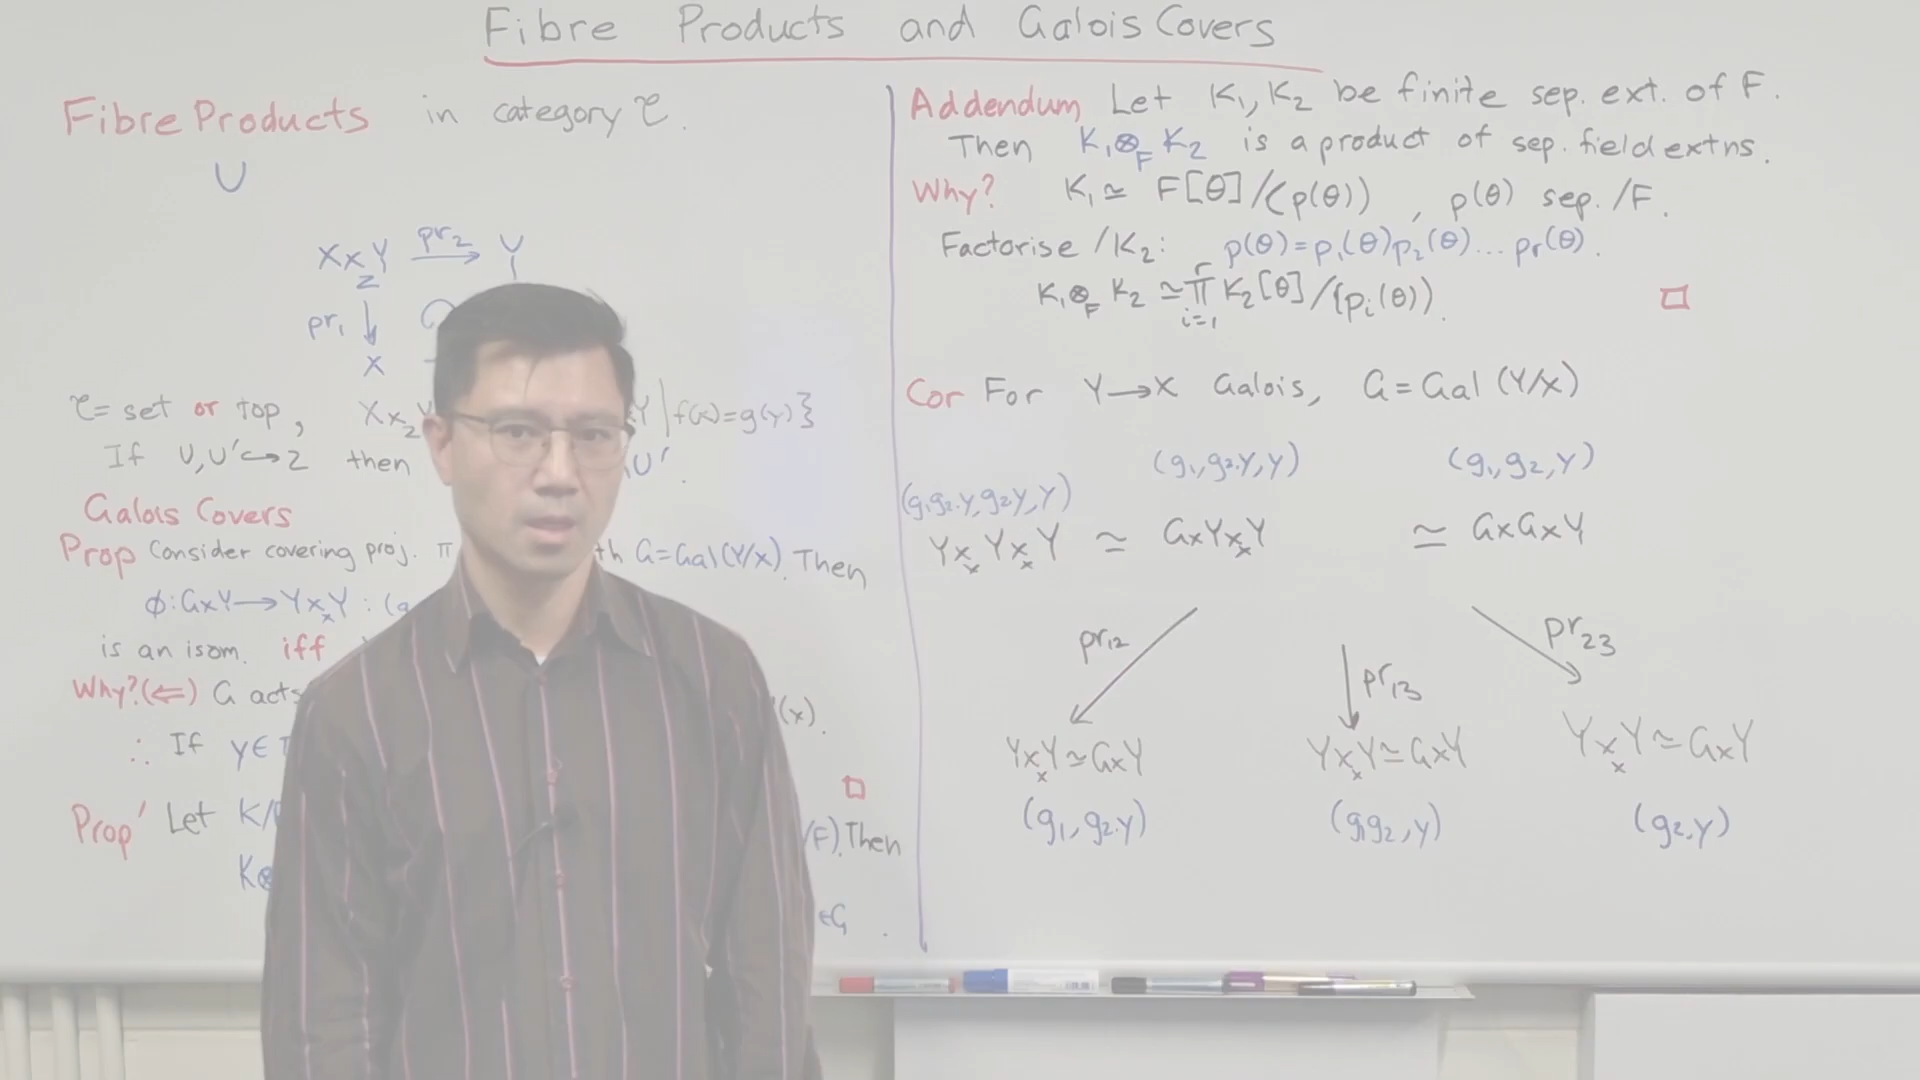 Fibre Products and Galois Covers
Fibre Products in category 𝒞.
U
X×_Z Y pr₂→ Y
pr₁ ↓
X
𝒞 = set or Top, X×_Z Y | f(x)=g(y)}
If U,U'↪Z then U'.
Galois Covers
Prop Consider covering proj. π th G=Gal(Y/X). Then
φ:G×Y→Y×_X Y : (g
is an isom. iff
Why?(⇐) G acts (x).
∴ If y∈
□
Prop' Let K/ /F). Then
K⊗
∈G .
Addendum Let K₁,K₂ be finite sep. ext. of F.
Then K₁⊗_F K₂ is a product of sep. field extns.
Why? K₁≃ F[θ]/(p(θ)) , p(θ) sep. /F.
Factorise /K₂: p(θ)=p₁(θ)p₂(θ)...pr(θ).
K₁⊗_F K₂ ≃ ∏_{i=1}^r K₂[θ]/(pᵢ(θ)). □
Cor For Y→X Galois, G=Gal(Y/X)
(g₁g₂.y,g₂y,y) (g₁,g₂.y,y) (g₁,g₂,y)
Y×_X Y×_X Y ≃ G×Y×_X Y ≃ G×G×Y
pr₁₂ pr₁₃ pr₂₃
Y×_X Y≃G×Y Y×_X Y≃G×Y Y×_X Y≃G×Y
(g₁,g₂.y) (g₁g₂,y) (g₂,y)